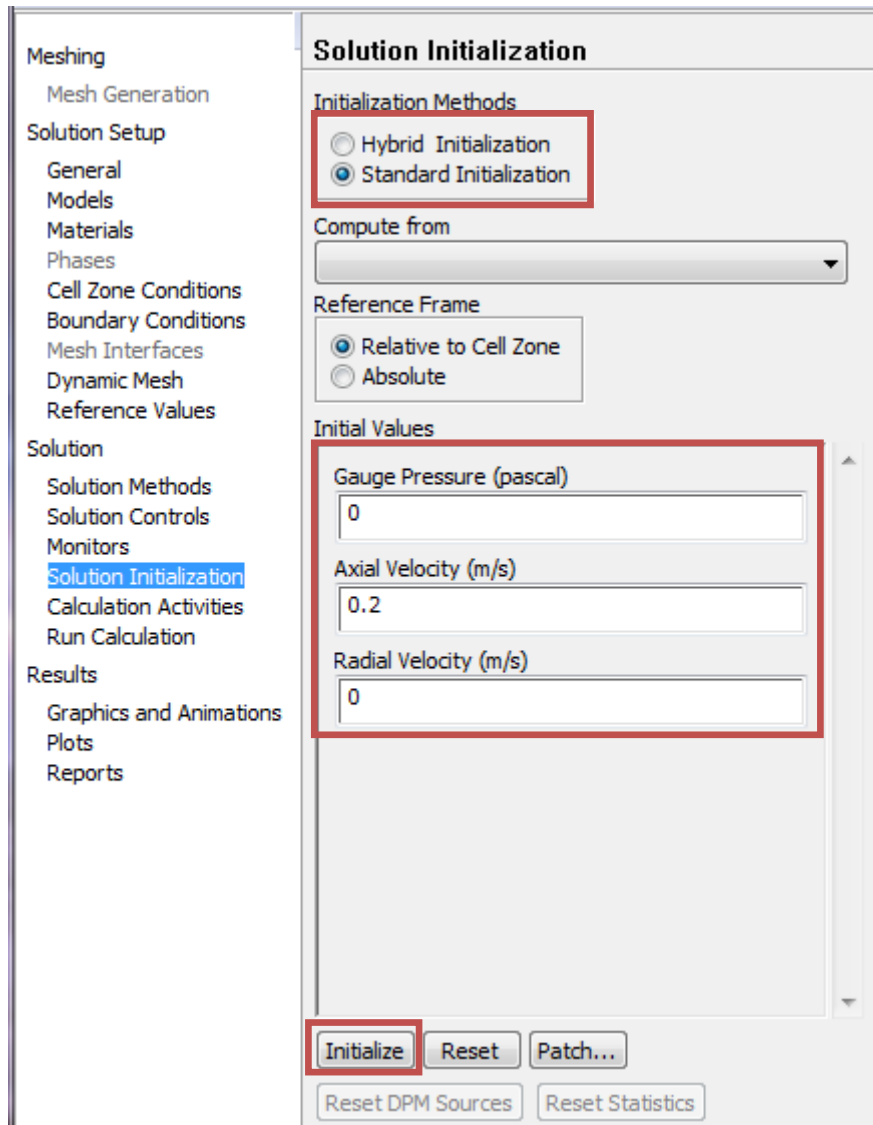 Meshing
Mesh Generation
Solution Setup
General
Models
Materials
Phases
Cell Zone Conditions
Boundary Conditions
Mesh Interfaces
Dynamic Mesh
Reference Values
Solution
Solution Methods
Solution Controls
Monitors
Solution Initialization
Calculation Activities
Run Calculation
Results
Graphics and Animations
Plots
Reports
Solution Initialization
Initialization Methods
Hybrid Initialization
Standard Initialization
Compute from
Reference Frame
Relative to Cell Zone
Absolute
Initial Values
Gauge Pressure (pascal)
0
Axial Velocity (m/s)
0.2
Radial Velocity (m/s)
0
Initialize Reset Patch...
Reset DPM Sources Reset Statistics